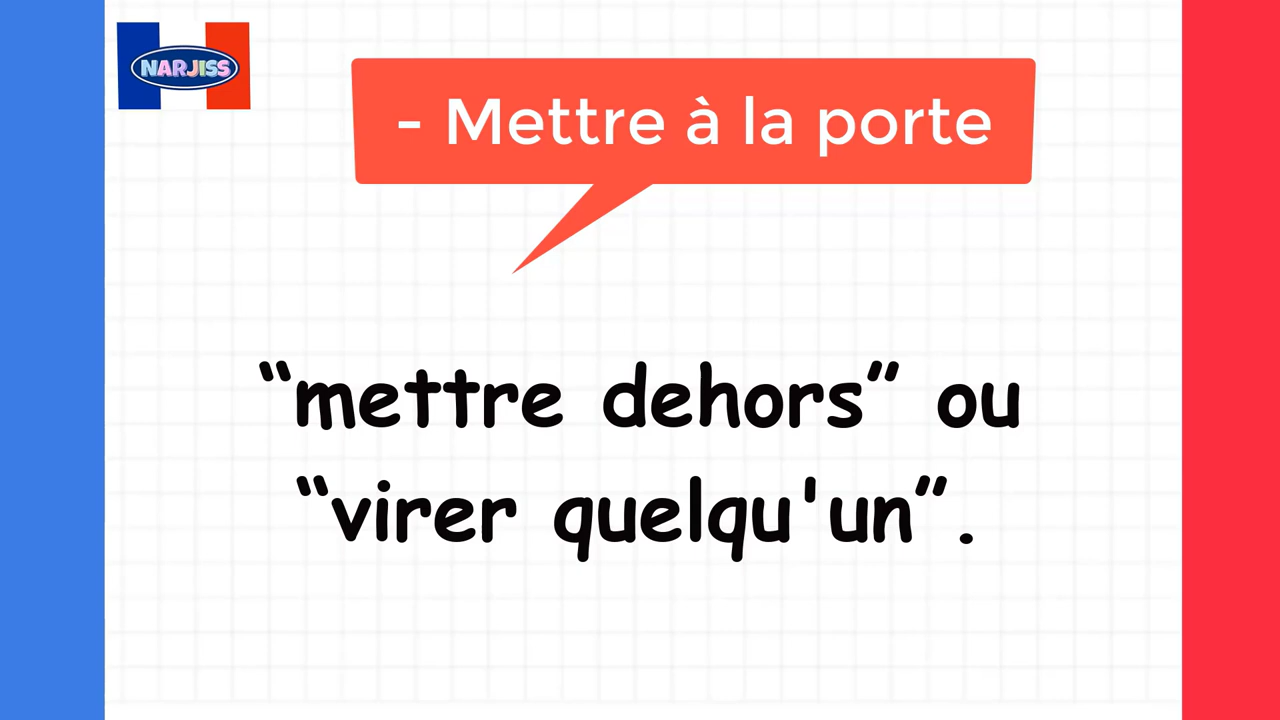 NARJISS
- Mettre à la porte
“mettre dehors” ou
“virer quelqu'un”.